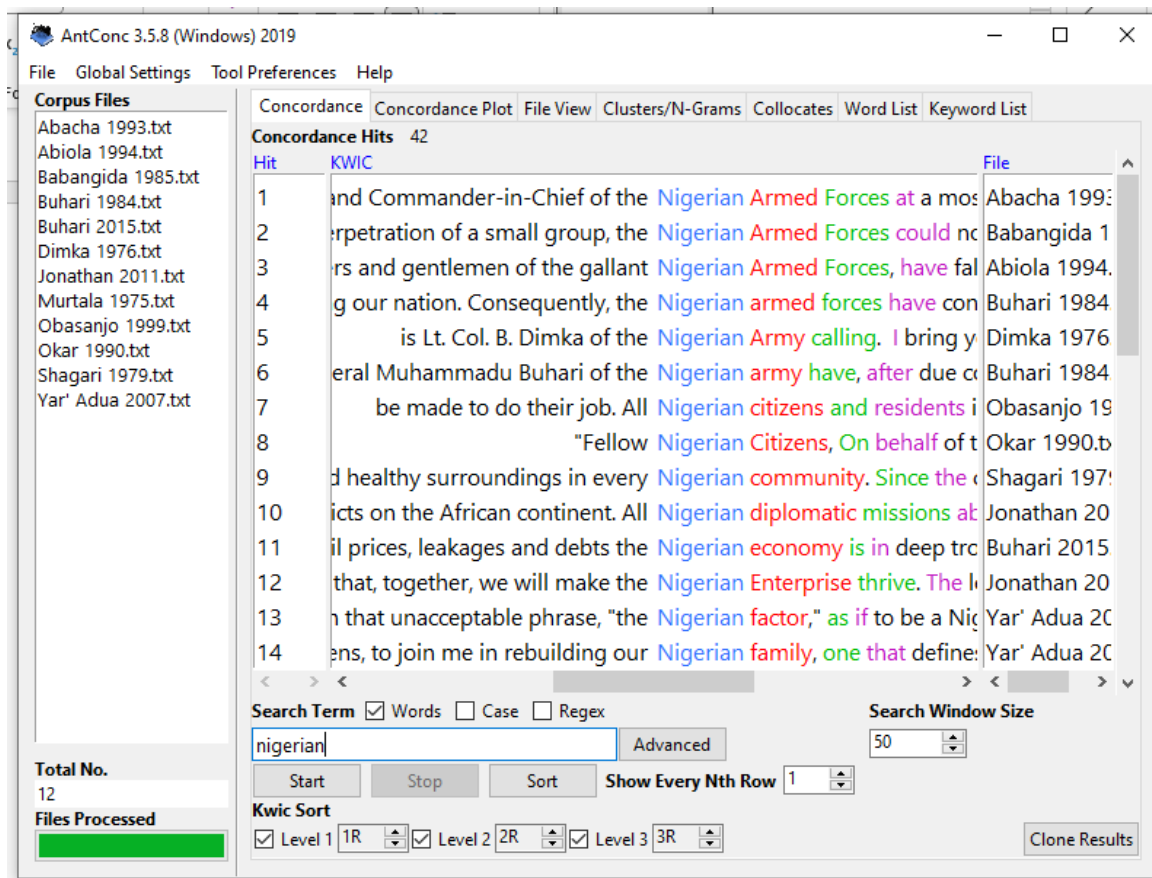 AntConc 3.5.8 (Windows) 2019
File Global Settings Tool Preferences Help
Corpus Files
Abacha 1993.txt
Abiola 1994.txt
Babangida 1985.txt
Buhari 1984.txt
Buhari 2015.txt
Dimka 1976.txt
Jonathan 2011.txt
Murtala 1975.txt
Obasanjo 1999.txt
Okar 1990.txt
Shagari 1979.txt
Yar' Adua 2007.txt
Total No.
12
Files Processed
Concordance Concordance Plot File View Clusters/N-Grams Collocates Word List Keyword List
Concordance Hits 42
Hit KWIC File
1 and Commander-in-Chief of the Nigerian Armed Forces at a mos Abacha 1993
2 erpetration of a small group, the Nigerian Armed Forces could no Babangida 1
3 ers and gentlemen of the gallant Nigerian Armed Forces, have fal Abiola 1994.
4 ng our nation. Consequently, the Nigerian armed forces have con Buhari 1984
5 is Lt. Col. B. Dimka of the Nigerian Army calling. I bring y Dimka 1976
6 eral Muhammadu Buhari of the Nigerian army have, after due co Buhari 1984
7 be made to do their job. All Nigerian citizens and residents i Obasanjo 19
8 "Fellow Nigerian Citizens, On behalf of t Okar 1990.tx
9 d healthy surroundings in every Nigerian community. Since the Shagari 1979
10 icts on the African continent. All Nigerian diplomatic missions ab Jonathan 20
11 il prices, leakages and debts the Nigerian economy is in deep tro Buhari 2015
12 that, together, we will make the Nigerian Enterprise thrive. The Jonathan 20
13 that unacceptable phrase, "the Nigerian factor," as if to be a Nig Yar' Adua 20
14 ens, to join me in rebuilding our Nigerian family, one that defines Yar' Adua 20
Search Term Words Case Regex Search Window Size
nigerian Advanced 50
Start Stop Sort Show Every Nth Row 1
Kwic Sort
Level 1 1R Level 2 2R Level 3 3R Clone Results